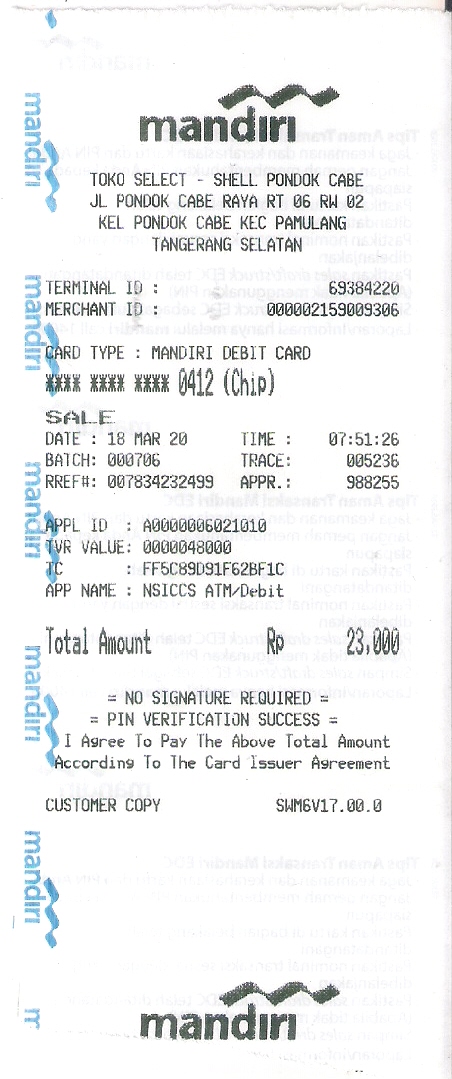 mandiri
TOKO SELECT - SHELL PONDOK CABE
JL PONDOK CABE RAYA RT 06 RW 02
KEL PONDOK CABE KEC PAMULANG
TANGERANG SELATAN
TERMINAL ID : 69384220
MERCHANT ID : 000002159009306
CARD TYPE : MANDIRI DEBIT CARD
**** **** **** 0412 (Chip)
SALE
DATE : 18 MAR 20 TIME : 07:51:26
BATCH: 000706 TRACE: 005236
RREF#: 007834232499 APPR.: 988255
APPL ID : A0000006021010
TVR VALUE: 0000048000
TC : FF5C89D91F62BF1C
APP NAME : NSICCS ATM/Debit
Total Amount Rp 23,000
= NO SIGNATURE REQUIRED =
= PIN VERIFICATION SUCCESS =
I Agree To Pay The Above Total Amount
According To The Card Issuer Agreement
CUSTOMER COPY SWM6V17.00.0
mandiri
mandiri
mandiri
mandiri
mandiri
mandiri
m